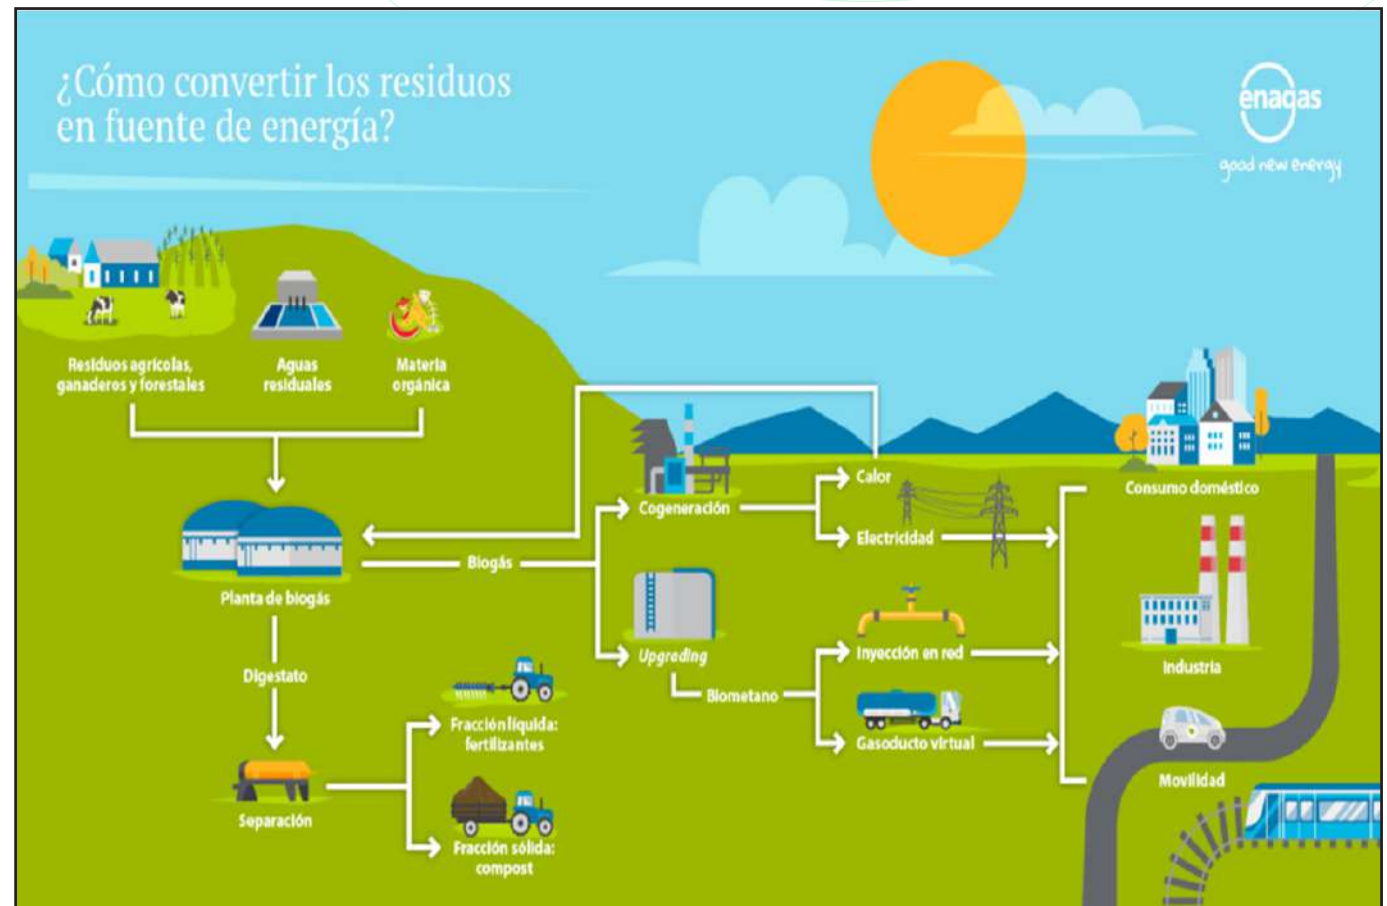 ¿Cómo convertir los residuos
en fuente de energía?
enagas
good new energy
Residuos agrícolas,
ganaderos y forestales
Aguas
residuales
Materia
orgánica
Planta de biogás
Digestato
Separación
Fracción líquida:
fertilizantes
Fracción sólida:
compost
Biogás
Cogeneración
Upgrading
Biometano
Calor
Electricidad
Inyección en red
Gasoducto virtual
Consumo doméstico
Industria
Movilidad